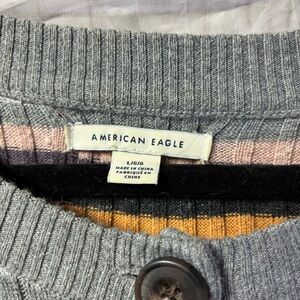 AMERICAN EAGLE
L/G/G
MADE IN CHINA
FABRIQUÉ EN
CHINE